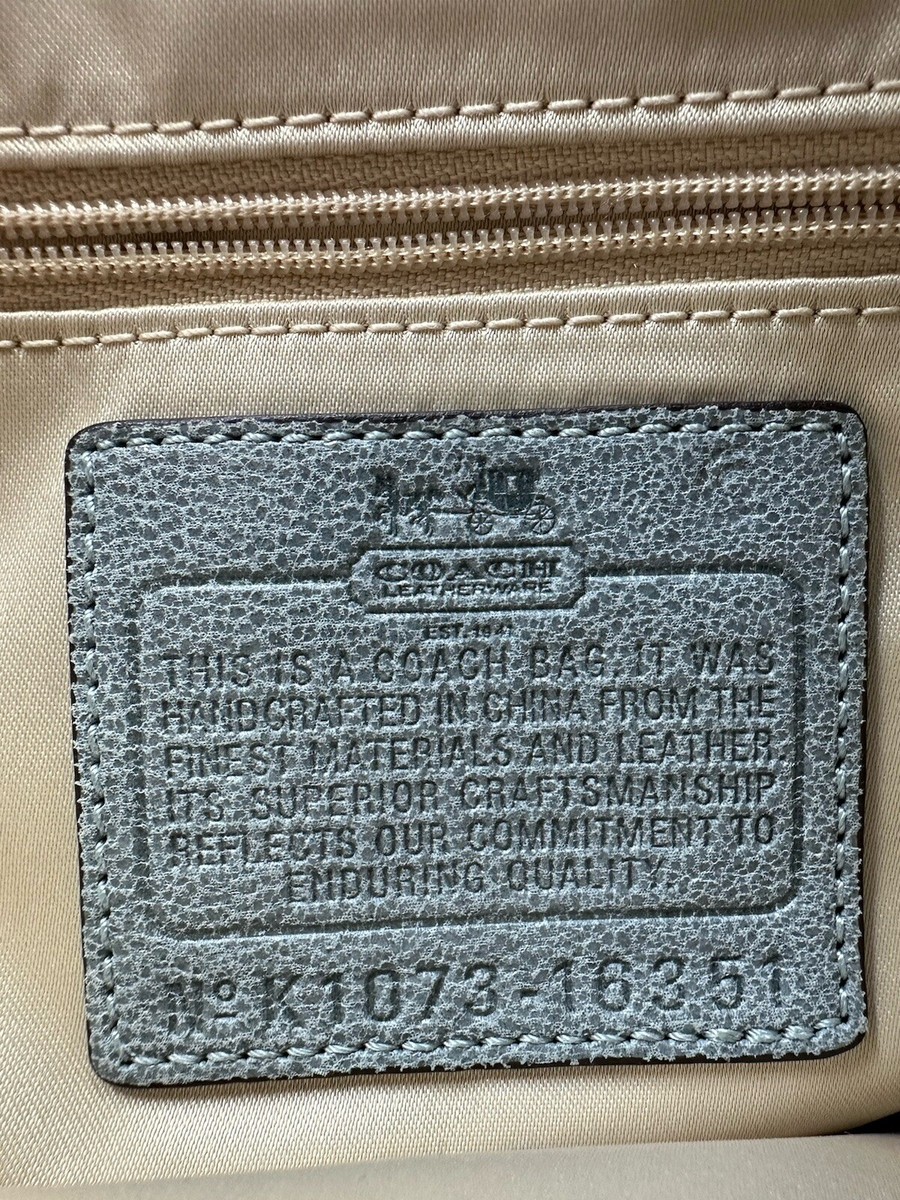 COACH
LEATHERWARE
EST. 1941
THIS IS A COACH BAG. IT WAS
HANDCRAFTED IN CHINA FROM THE
FINEST MATERIALS AND LEATHER.
ITS SUPERIOR CRAFTSMANSHIP
REFLECTS OUR COMMITMENT TO
ENDURING QUALITY.
Nº K1073-16351